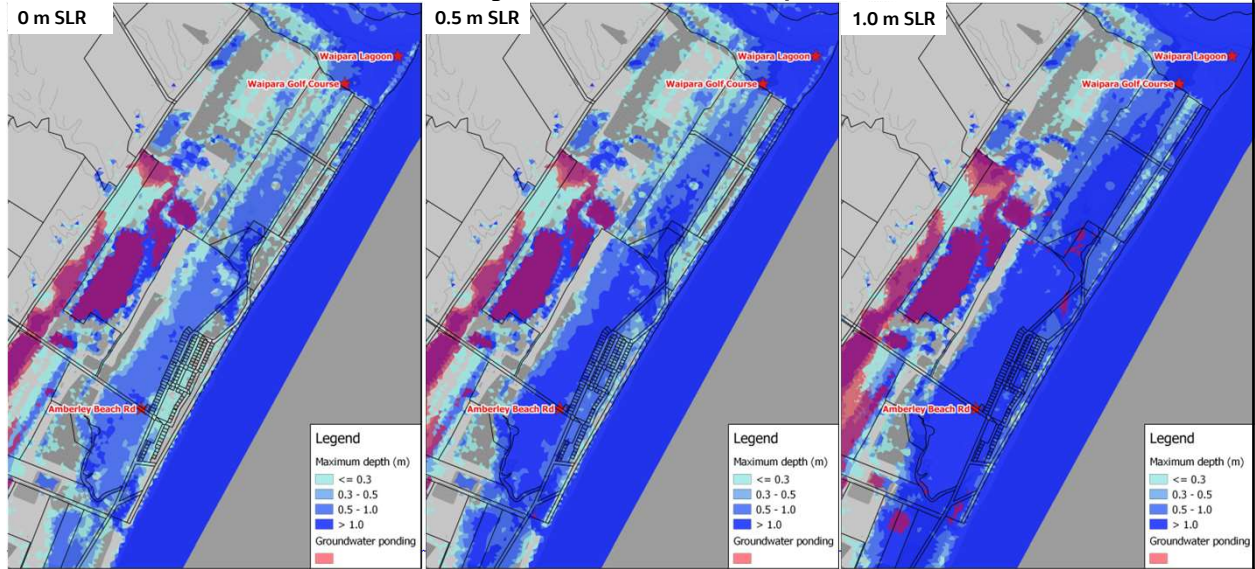 0 m SLR
Waipara Lagoon
Waipara Golf Course
Amberley Beach Rd
Legend
Maximum depth (m)
<= 0.3
0.3 - 0.5
0.5 - 1.0
> 1.0
Groundwater ponding
0.5 m SLR
Waipara Lagoon
Waipara Golf Course
Amberley Beach Rd
Legend
Maximum depth (m)
<= 0.3
0.3 - 0.5
0.5 - 1.0
> 1.0
Groundwater ponding
1.0 m SLR
Waipara Lagoon
Waipara Golf Course
Amberley Beach Rd
Legend
Maximum depth (m)
<= 0.3
0.3 - 0.5
0.5 - 1.0
> 1.0
Groundwater ponding